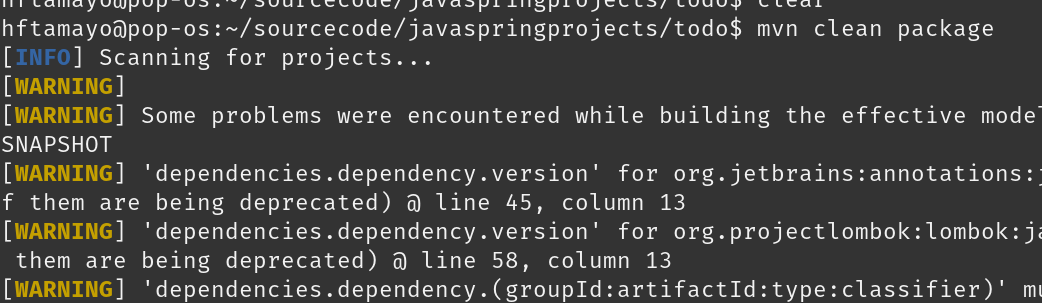 hftamayo@pop-os:~/sourcecode/javaspringprojects/todo$ clear
hftamayo@pop-os:~/sourcecode/javaspringprojects/todo$ mvn clean package
[INFO] Scanning for projects...
[WARNING]
[WARNING] Some problems were encountered while building the effective model
SNAPSHOT
[WARNING] 'dependencies.dependency.version' for org.jetbrains:annotations:j
f them are being deprecated) @ line 45, column 13
[WARNING] 'dependencies.dependency.version' for org.projectlombok:lombok:ja
them are being deprecated) @ line 58, column 13
[WARNING] 'dependencies.dependency.(groupId:artifactId:type:classifier)' mu